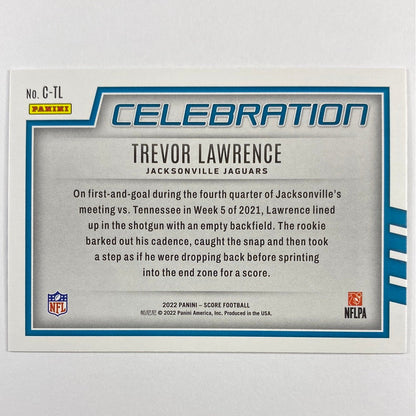 No. C-TL
PANINI
CELEBRATION
TREVOR LAWRENCE
JACKSONVILLE JAGUARS
On first-and-goal during the fourth quarter of Jacksonville's
meeting vs. Tennessee in Week 5 of 2021, Lawrence lined
up in the shotgun with an empty backfield. The rookie
barked out his cadence, caught the snap and then took
a step as if he were dropping back before sprinting
into the end zone for a score.
NFL
2022 PANINI – SCORE FOOTBALL
帕尼尼 © 2022 Panini America, Inc. Produced in the USA.
NFLPA